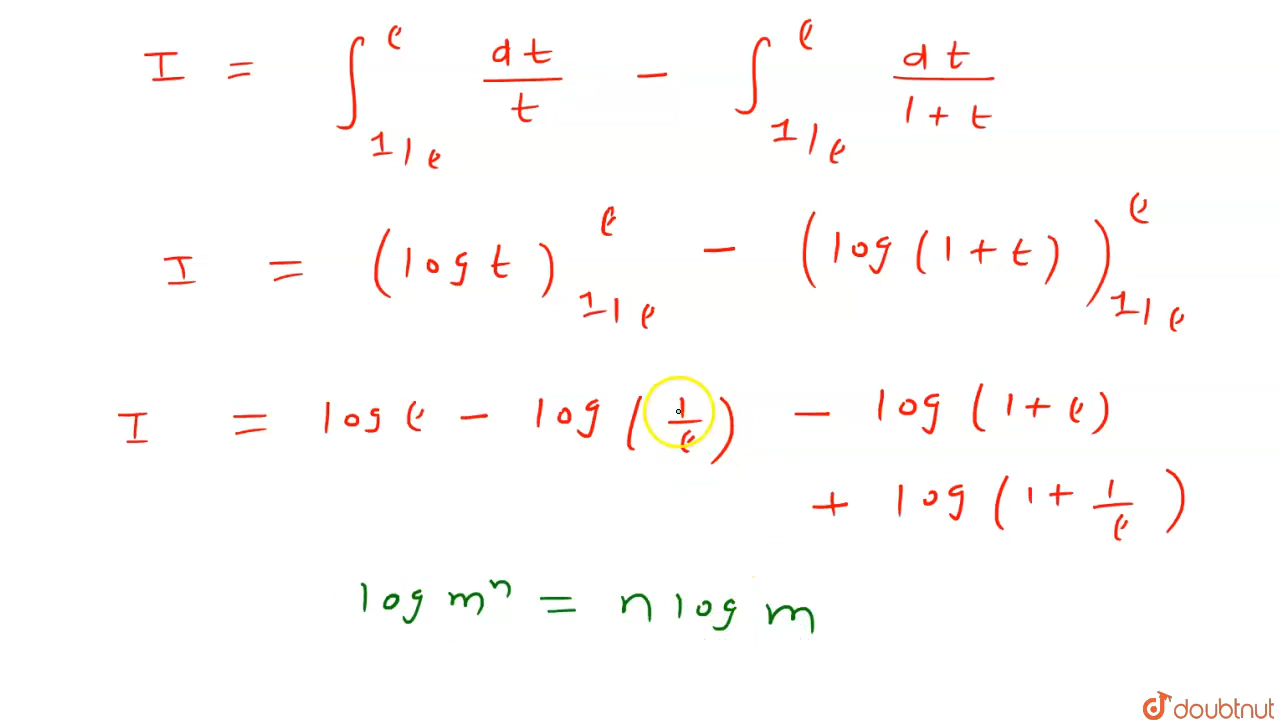 I = ∫_{1/e}^{e} dt/t - ∫_{1/e}^{e} dt/1+t
I = (log t)_{1/e}^{e} - (log(1+t))_{1/e}^{e}
I = log e - log(1/e) - log(1+e)
+ log(1+1/e)
log m^n = n log m
doubtnut